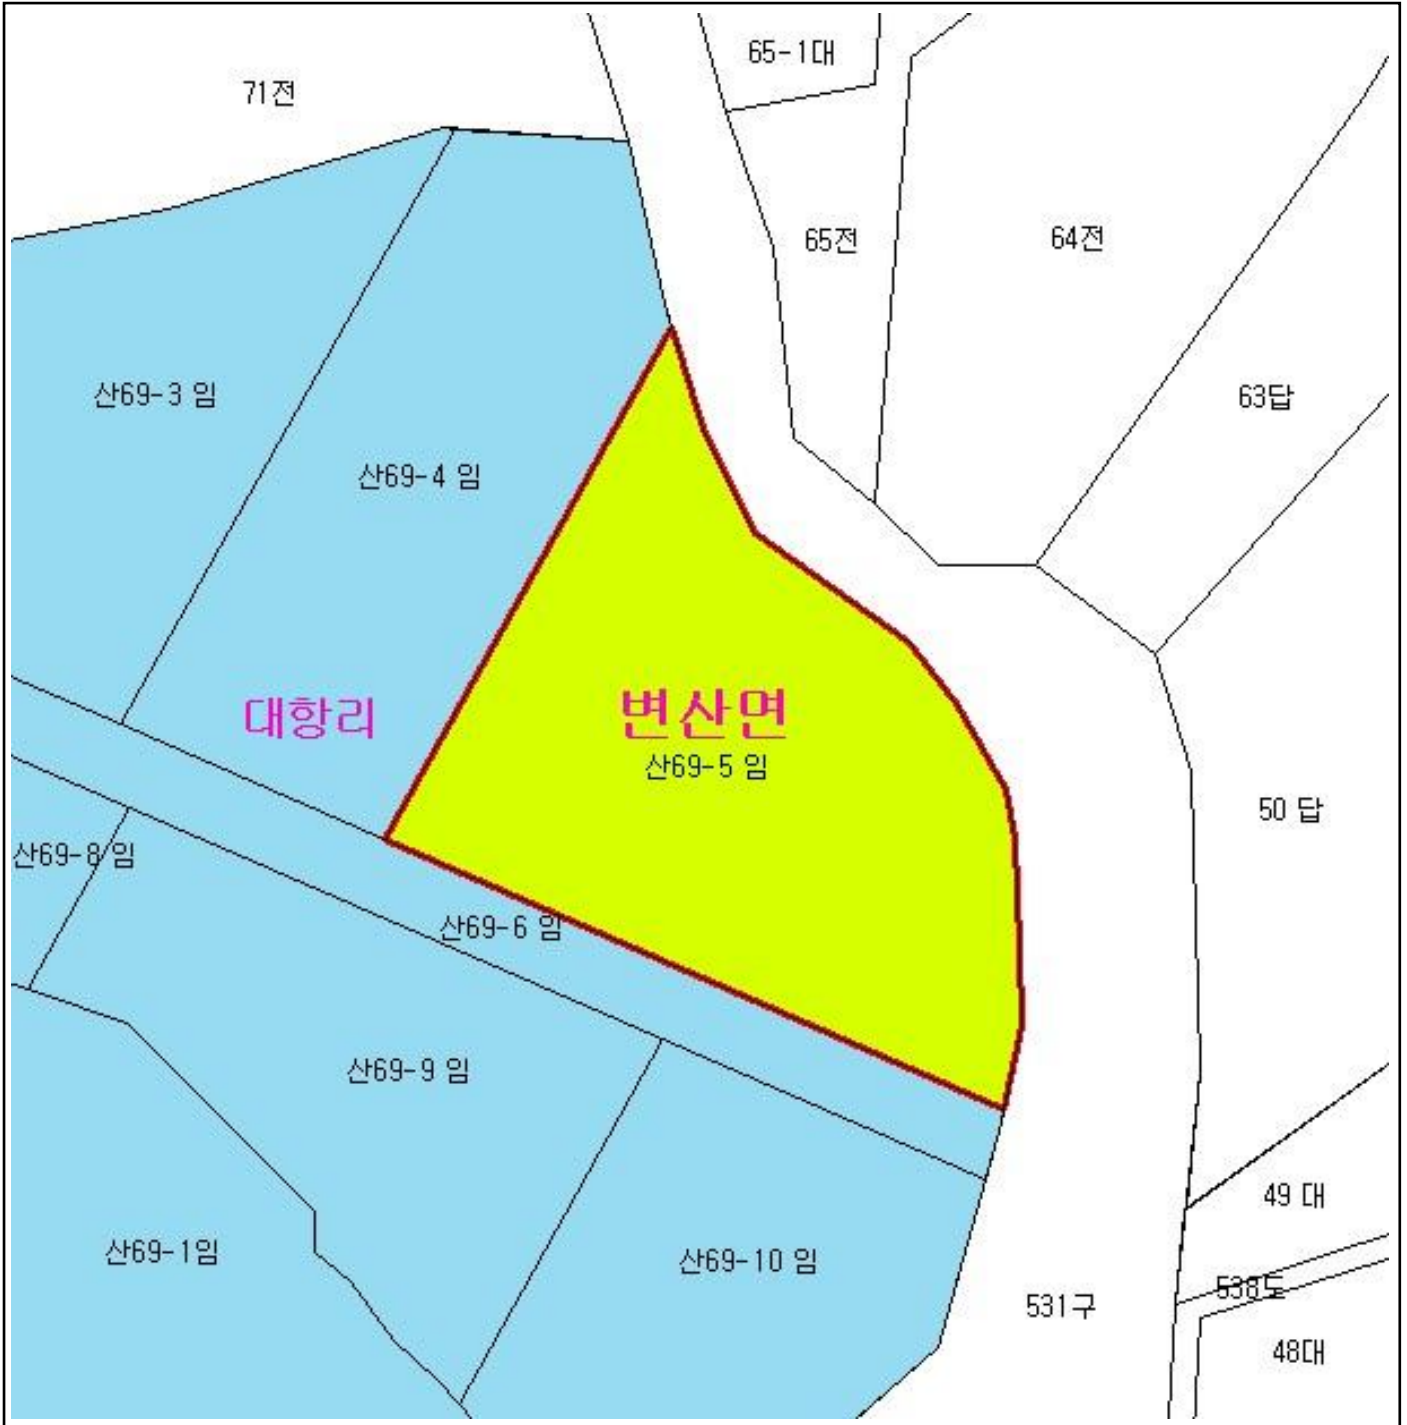 65-1대
71전
65전
64전
산69-3 임
63답
산69-4 임
대항리
변산면
산69-5 임
50 답
산69-8 임
산69-6 임
산69-9 임
49 대
산69-1임
산69-10 임
538도
531구
48대